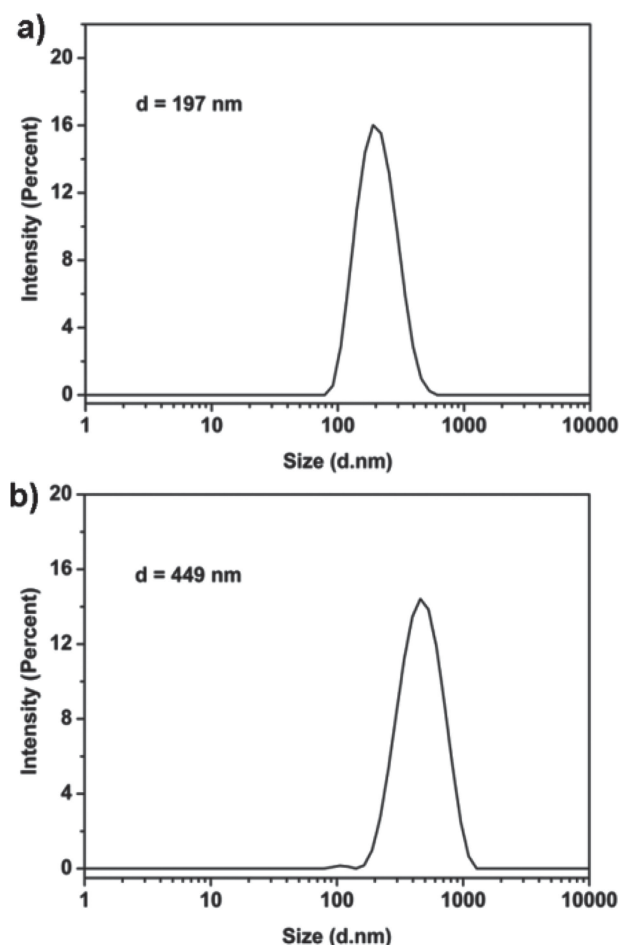 a)
20
16
12
8
4
0
Intensity (Percent)
d = 197 nm
1 10 100 1000 10000
Size (d.nm)
b)
20
16
12
8
4
0
Intensity (Percent)
d = 449 nm
1 10 100 1000 10000
Size (d.nm)